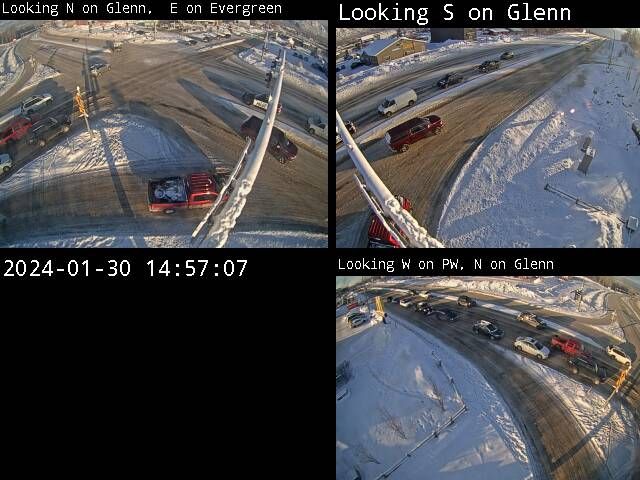 Looking N on Glenn,  E on Evergreen
Looking S on Glenn
2024-01-30 14:57:07
Looking W on PW, N on Glenn